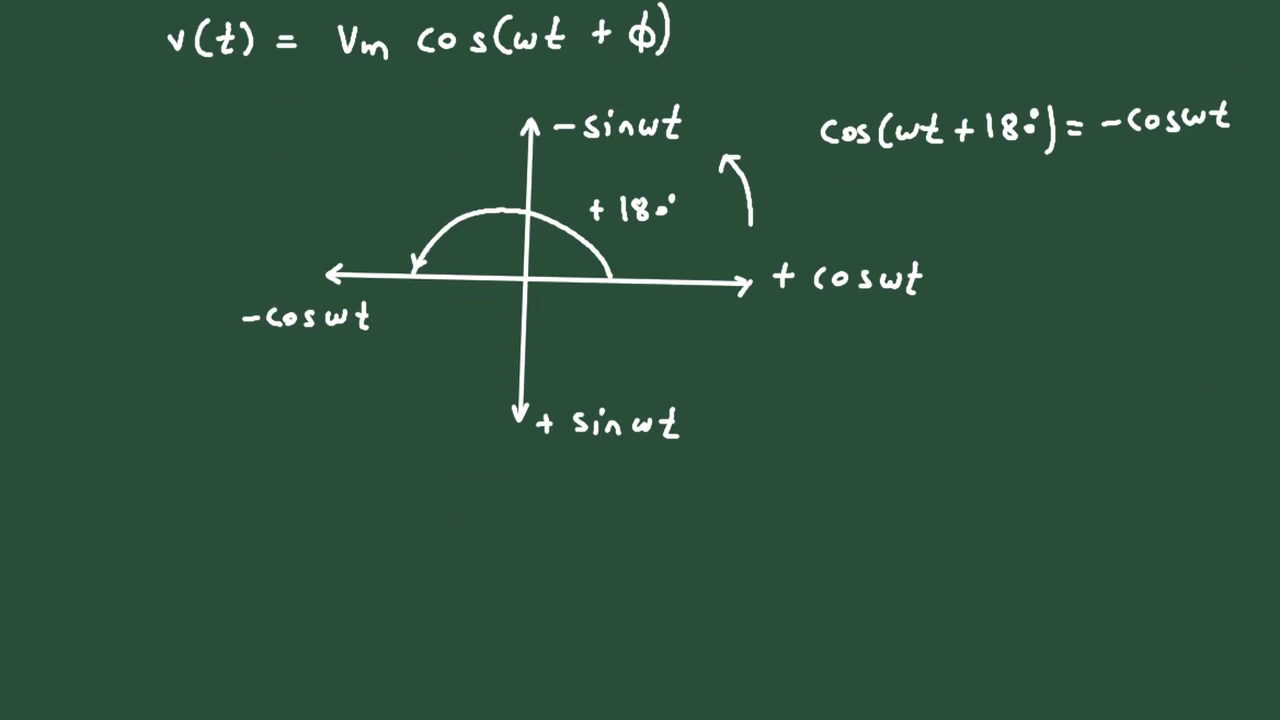 v(t) = Vm cos(ωt + ϕ)
-sinωt
cos(ωt + 180°) = -cosωt
+ 180°
+ cosωt
-cosωt
+ sinωt